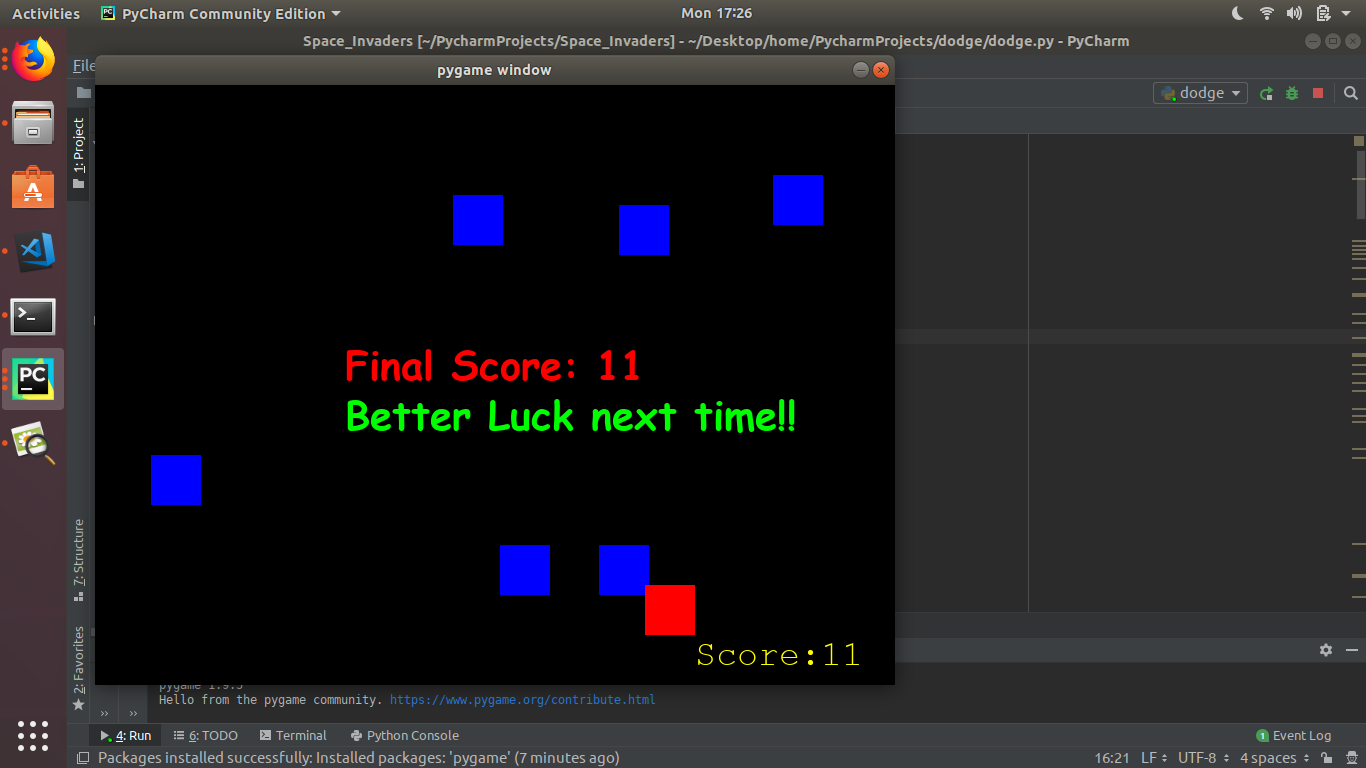 Activities PyCharm Community Edition Mon 17:26
Space_Invaders [~/PycharmProjects/Space_Invaders] - ~/Desktop/home/PycharmProjects/dodge/dodge.py - PyCharm
File
pygame window
dodge
1: Project
PC
Final Score: 11
Better Luck next time!!
7: Structure
2: Favorites
Score:11
pygame 1.9.5
Hello from the pygame community. https://www.pygame.org/contribute.html
4: Run 6: TODO Terminal Python Console 1 Event Log
Packages installed successfully: Installed packages: 'pygame' (7 minutes ago) 16:21 LF UTF-8 4 spaces